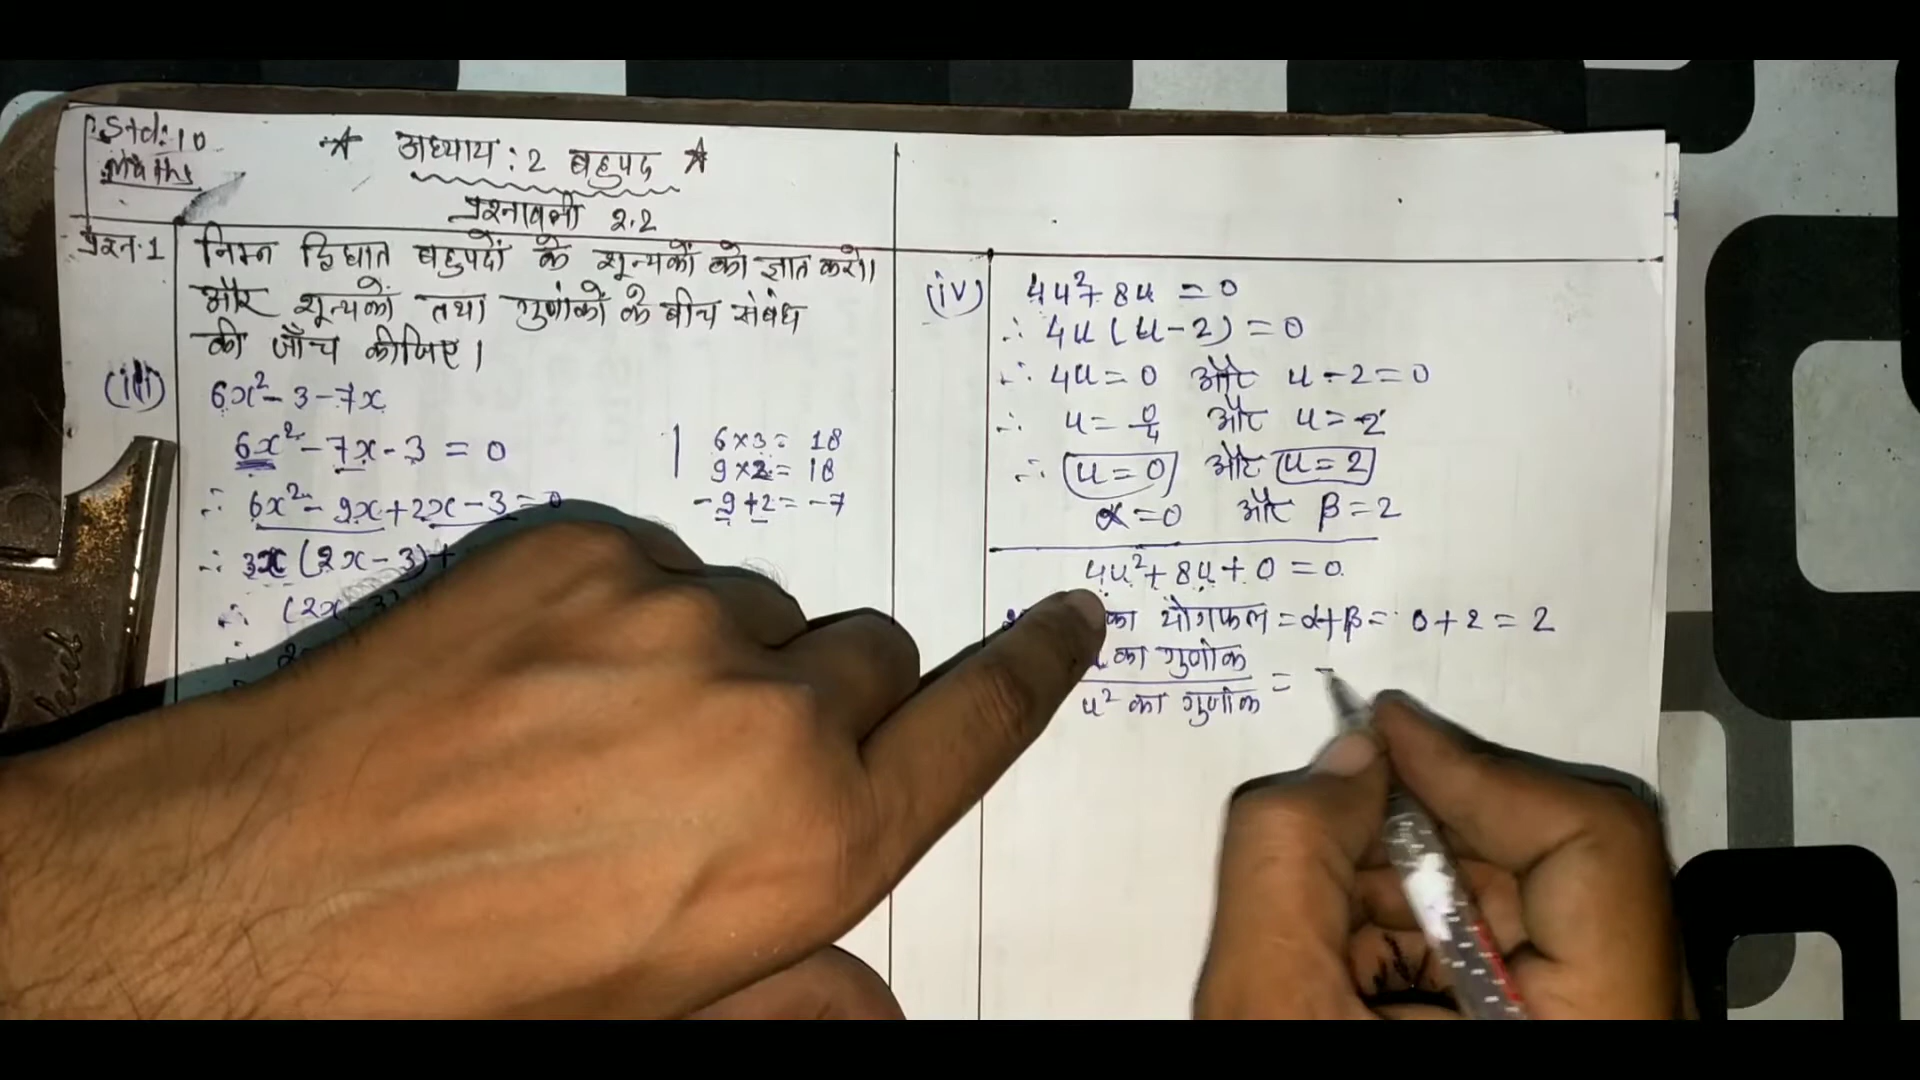 Std: 10
Maths
★ अध्याय : 2 बहुपद ★
प्रश्नावली 2.2
प्रश्न.1 निम्न द्विघात बहुपदों के शून्यकों को ज्ञात करो।
और शून्यकों तथा गुणांकों के बीच संबंध
की जाँच कीजिए।
(iii) 6x² - 3 - 7x
6x² - 7x - 3 = 0
∴ 6x² - 9x + 2x - 3 = 0
∴ 3x (2x - 3) +
∴ (2x - 3)
6 × 3 = 18
9 × 2 = 18
- 9 + 2 = - 7
(iv) 4u² + 8u = 0
∴ 4u (u - 2) = 0
∴ 4u = 0 और u - 2 = 0
∴ u = 0/4 और u = 2
∴ u = 0 और u = 2
α = 0 और β = 2
4u² + 8u + 0 = 0
का योगफल = α + β = 0 + 2 = 2
का गुणांक
u² का गुणांक = -